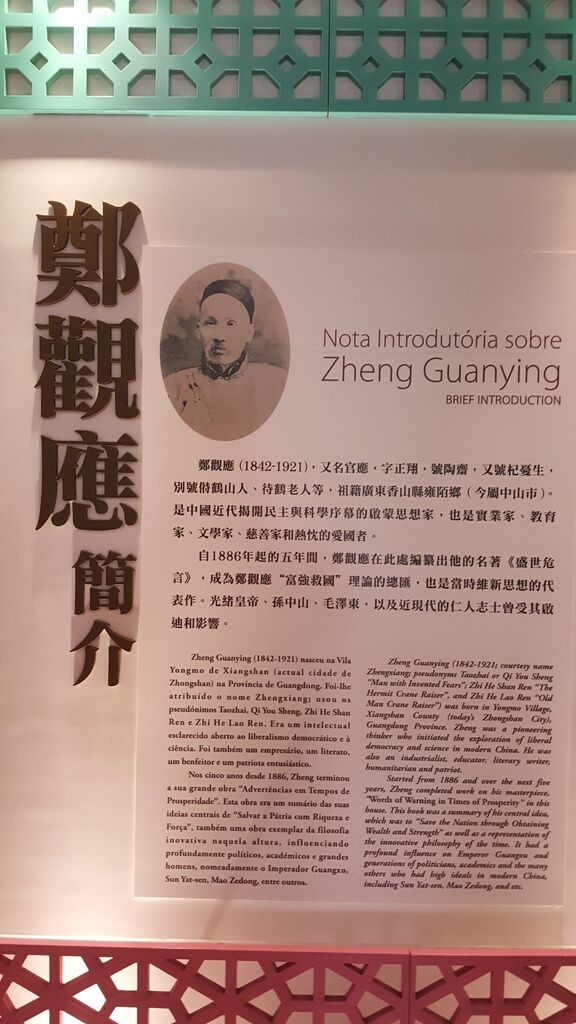 鄭觀應
簡介
Nota Introdutória sobre
Zheng Guanying
BRIEF INTRODUCTION
鄭觀應 (1842-1921)，又名官應，字正翔，號陶齋，又號杞憂生，
別號偫鶴山人、待鶴老人等，祖籍廣東香山縣雍陌鄉（今屬中山市）。
是中國近代揭開民主與科學序幕的啟蒙思想家，也是實業家、教育
家、文學家、慈善家和熱忱的愛國者。
自1886年起的五年間，鄭觀應在此處編纂出他的名著《盛世危
言》，成為鄭觀應“富強救國”理論的總匯，也是當時維新思想的代
表作。光緒皇帝、孫中山、毛澤東，以及近現代的仁人志士曾受其啟
迪和影響。
Zheng Guanying (1842-1921) nasceu na Vila
Yongmo de Xiangshan (actual cidade de
Zhongshan) na Província de Guangdong. Foi-lhe
atribuído o nome Zhengxiang; usou os
pseudónimos Taozhai, Qi You Sheng, Zhi He Shan
Ren e Zhi He Lao Ren. Era um intelectual
esclarecido aberto ao liberalismo democrático e à
ciência. Foi também um empresário, um literato,
um benfeitor e um patriota entusiástico.
Nos cinco anos desde 1886, Zheng terminou
a sua grande obra “Advertências em Tempos de
Prosperidade”. Esta obra era um sumário das suas
ideias centrais de “Salvar a Pátria com Riqueza e
Força”, também uma obra exemplar da filosofia
inovativa naquela altura, influenciando
profundamente políticos, académicos e grandes
homens, nomeadamente o Imperador Guangxu,
Sun Yat-sen, Mao Zedong, entre outros.
Zheng Guanying (1842-1921; courtesy name
Zhengxiang; pseudonyms Taozhai or Qi You Sheng
“Man with Invented Fears”; Zhi He Shan Ren “The
Hermit Crane Raiser”, and Zhi He Lao Ren “Old
Man Crane Raiser”) was born in Yongmo Village,
Xiangshan County (today’s Zhongshan City),
Guangdong Province. Zheng was a pioneering
thinker who initiated the exploration of liberal
democracy and science in modern China. He was
also an industrialist, educator, literary writer,
humanitarian and patriot.
Started from 1886 and over the next five
years, Zheng completed work on his masterpiece,
“Words of Warning in Times of Prosperity” in this
house. This book was a summary of his central idea,
which was to “Save the Nation through Obtaining
Wealth and Strength” as well as a representation of
the innovative philosophy of the time. It had a
profound influence on Emperor Guangxu and
generations of politicians, academics and the many
others who had high ideals in modern China,
including Sun Yat-sen, Mao Zedong, and etc.